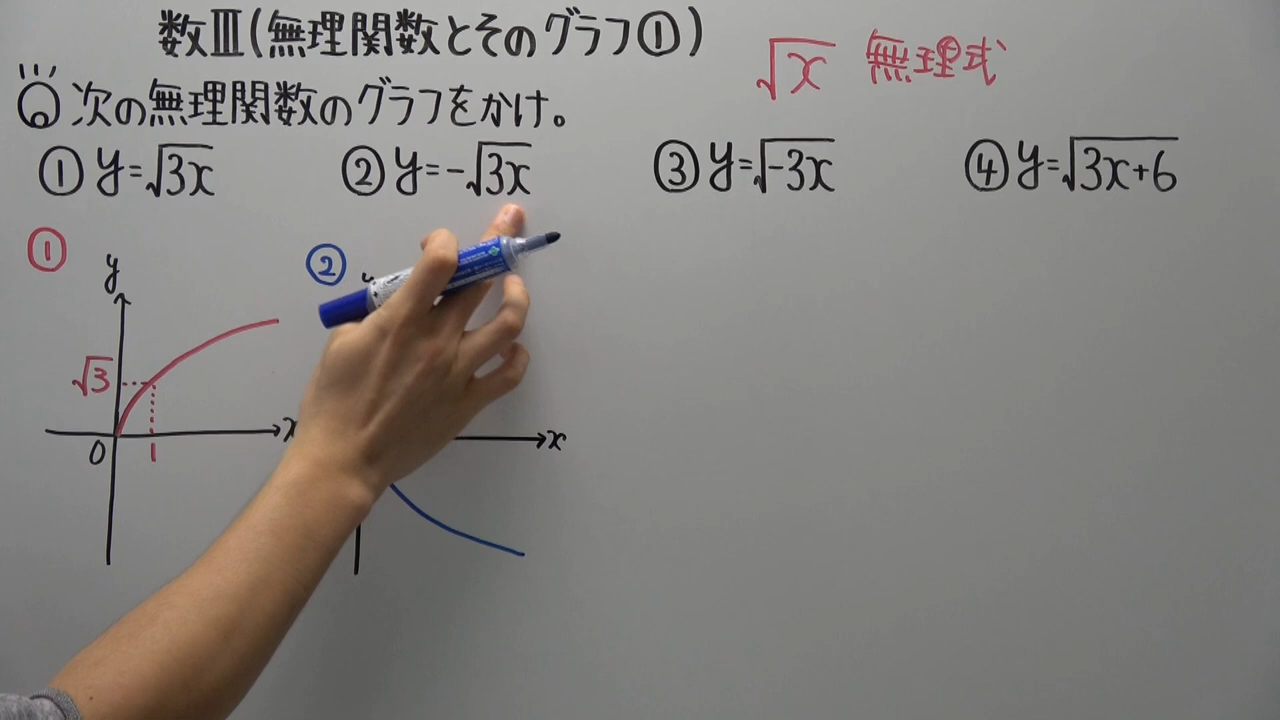 数Ⅲ(無理関数とそのグラフ①)
√x 無理式
Q 次の無理関数のグラフをかけ。
① y=√3x ② y=-√3x ③ y=√-3x ④ y=√3x+6
①
y
√3
x
0
1
②
x